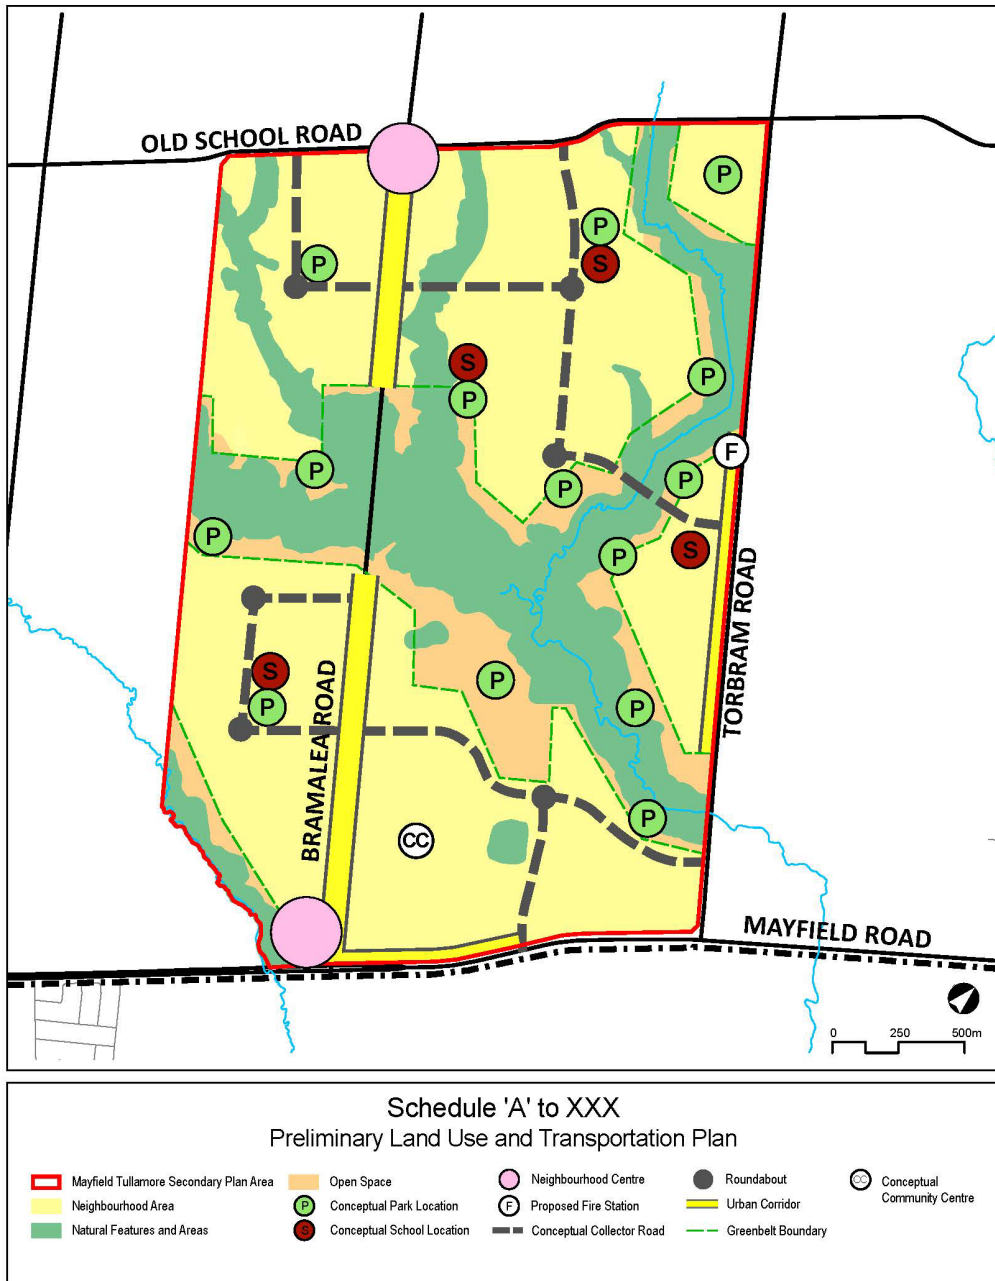 OLD SCHOOL ROAD
P
P
S
P
S
P
P
F
P
P
P
P
P
S
TORBRAM ROAD
S
P
P
P
BRAMALEA ROAD
P
CC
MAYFIELD ROAD
0 250 500m
Schedule 'A' to XXX
Preliminary Land Use and Transportation Plan
Mayfield Tullamore Secondary Plan Area
Neighbourhood Area
Natural Features and Areas
Open Space
P Conceptual Park Location
S Conceptual School Location
Neighbourhood Centre
F Proposed Fire Station
Conceptual Collector Road
Roundabout
Urban Corridor
Greenbelt Boundary
CC Conceptual
Community Centre